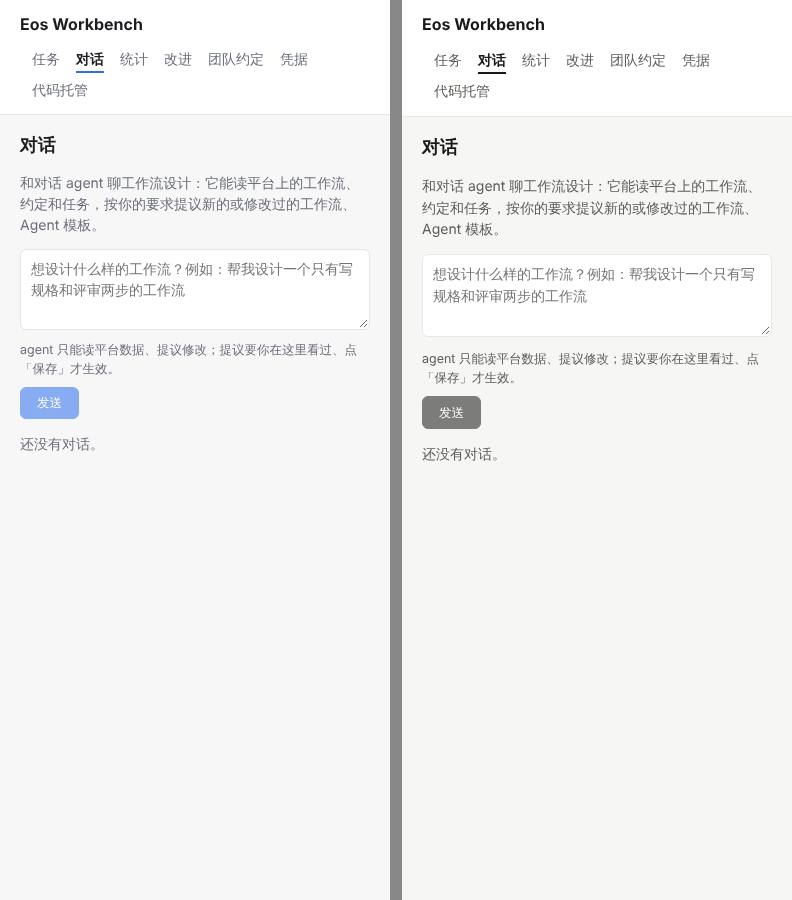 Eos Workbench
任务 对话 统计 改进 团队约定 凭据
代码托管
对话
和对话 agent 聊工作流设计：它能读平台上的工作流、
约定和任务，按你的要求提议新的或修改过的工作流、
Agent 模板。
想设计什么样的工作流？例如：帮我设计一个只有写
规格和评审两步的工作流
agent 只能读平台数据、提议修改；提议要你在这里看过、点
「保存」才生效。
发送
还没有对话。
Eos Workbench
任务 对话 统计 改进 团队约定 凭据
代码托管
对话
和对话 agent 聊工作流设计：它能读平台上的工作流、
约定和任务，按你的要求提议新的或修改过的工作流、
Agent 模板。
想设计什么样的工作流？例如：帮我设计一个只有写
规格和评审两步的工作流
agent 只能读平台数据、提议修改；提议要你在这里看过、点
「保存」才生效。
发送
还没有对话。